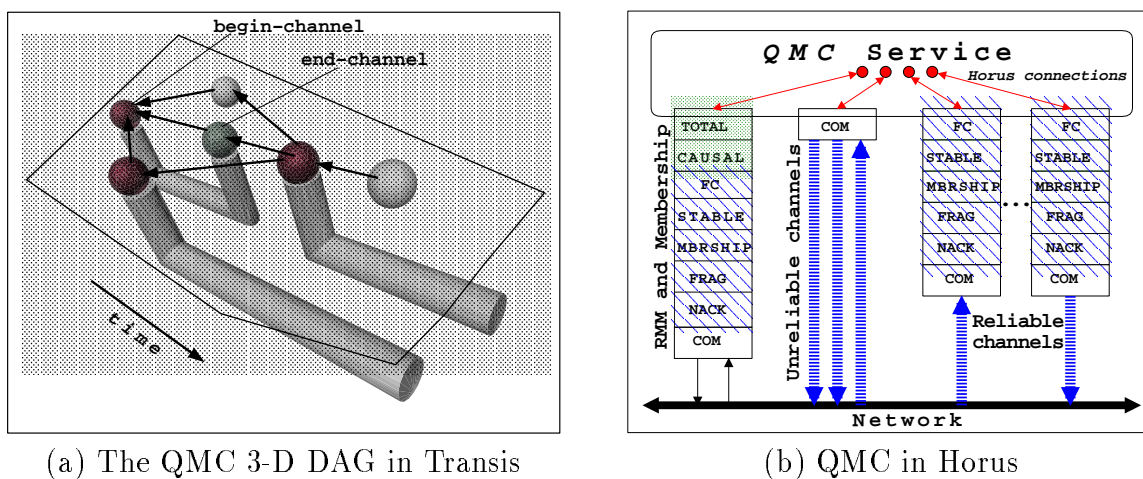 begin-channel
end-channel
time
(a) The QMC 3-D DAG in Transis
QMC Service
Horus connections
RMM and Membership
TOTAL
CAUSAL
FC
STABLE
MBRSHIP
FRAG
NACK
COM
Unreliable channels
COM
FC
STABLE
MBRSHIP
FRAG
NACK
COM
...
FC
STABLE
MBRSHIP
FRAG
NACK
COM
Reliable
channels
Network
(b) QMC in Horus